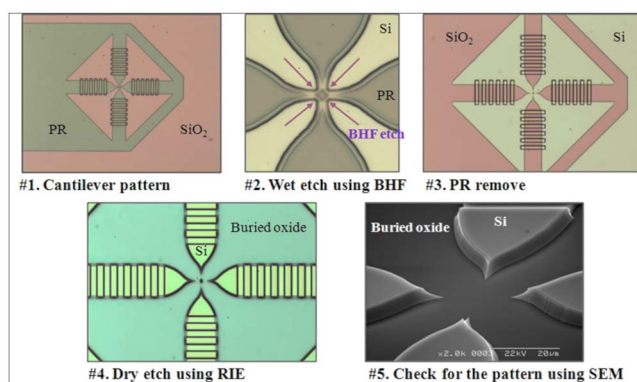 PR
SiO2
#1. Cantilever pattern
Si
PR
BHF etch
#2. Wet etch using BHF
SiO2
Si
#3. PR remove
Buried oxide
Si
#4. Dry etch using RIE
Buried oxide
Si
×2.0k 0003 22kV 20μm
#5. Check for the pattern using SEM